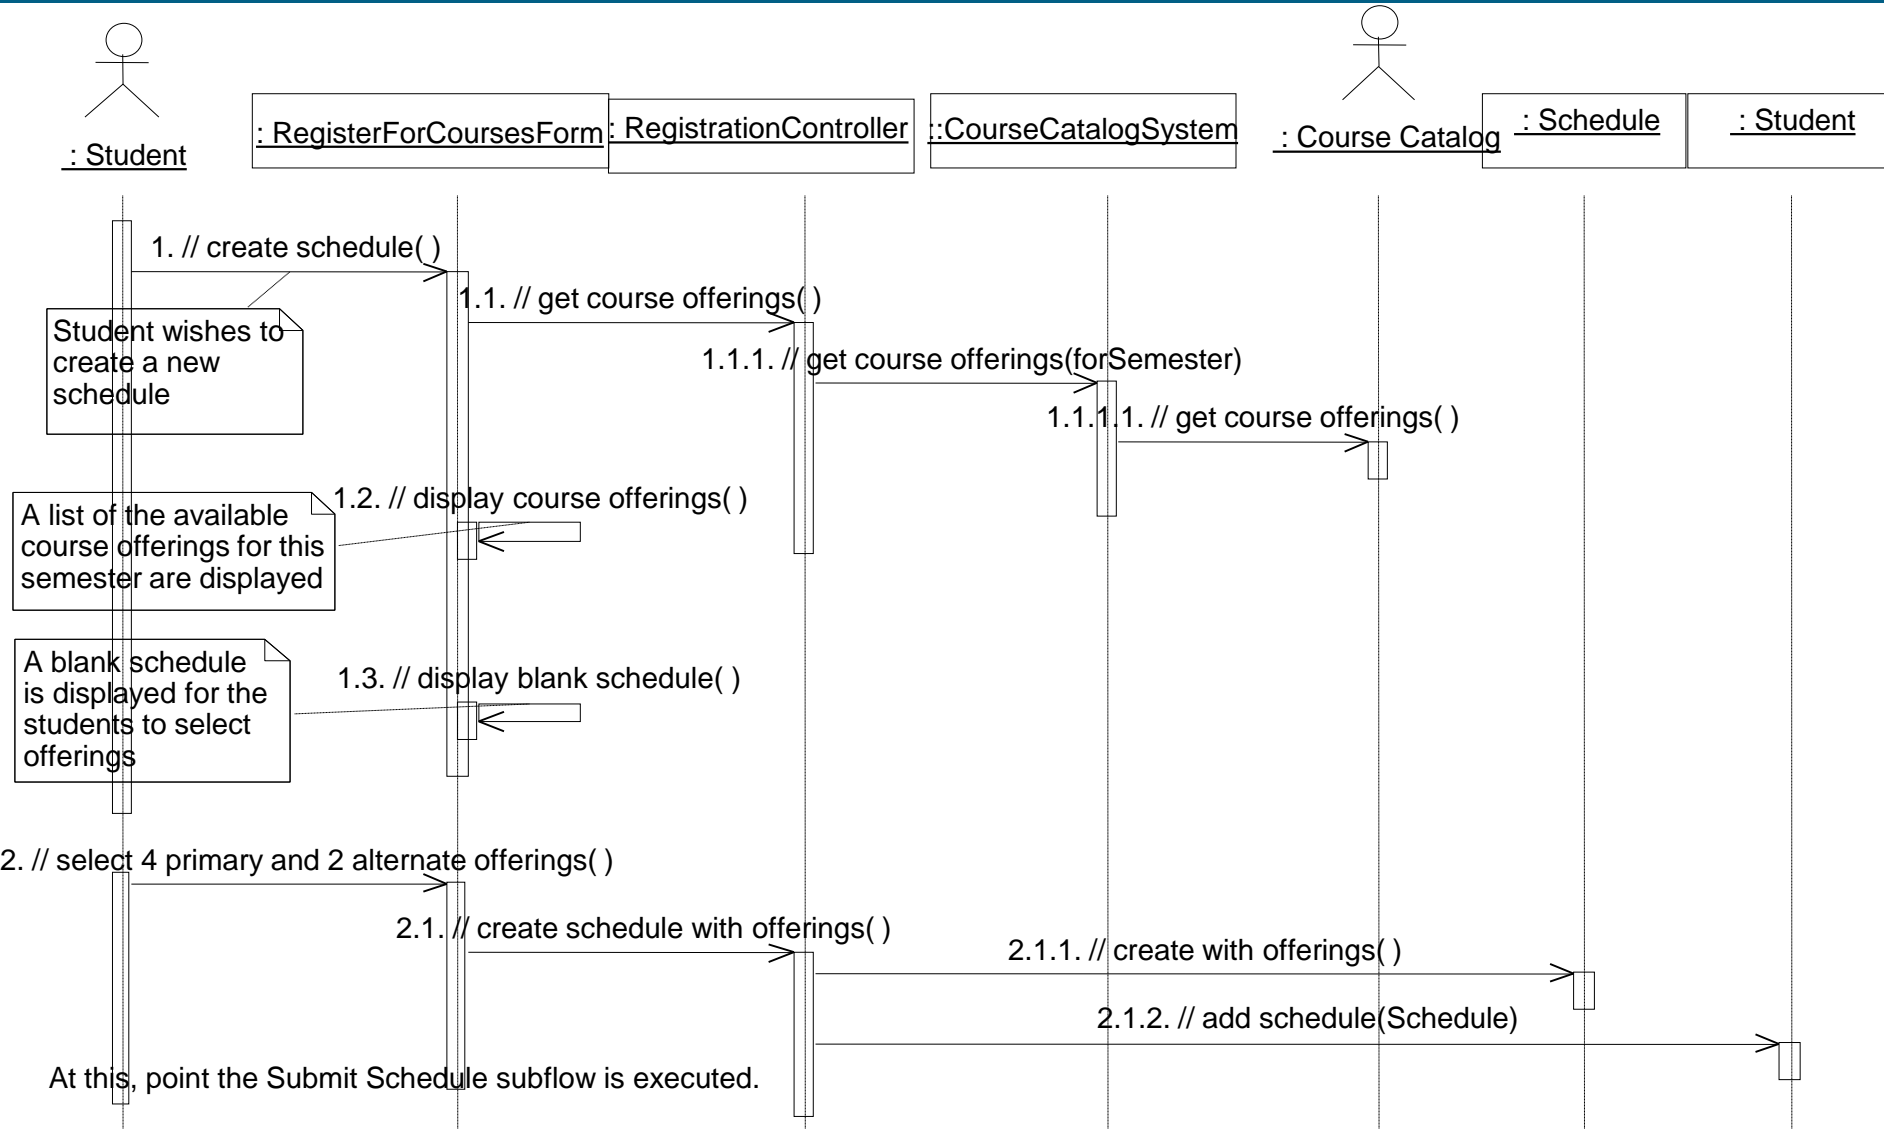 : Student
: RegisterForCoursesForm
: RegistrationController
::CourseCatalogSystem
: Course Catalog
: Schedule
: Student
1. // create schedule( )
1.1. // get course offerings( )
Student wishes to
create a new
schedule
1.1.1. // get course offerings(forSemester)
1.1.1.1. // get course offerings( )
1.2. // display course offerings( )
A list of the available
course offerings for this
semester are displayed
1.3. // display blank schedule( )
A blank schedule
is displayed for the
students to select
offerings
2. // select 4 primary and 2 alternate offerings( )
2.1. // create schedule with offerings( )
2.1.1. // create with offerings( )
2.1.2. // add schedule(Schedule)
At this, point the Submit Schedule subflow is executed.